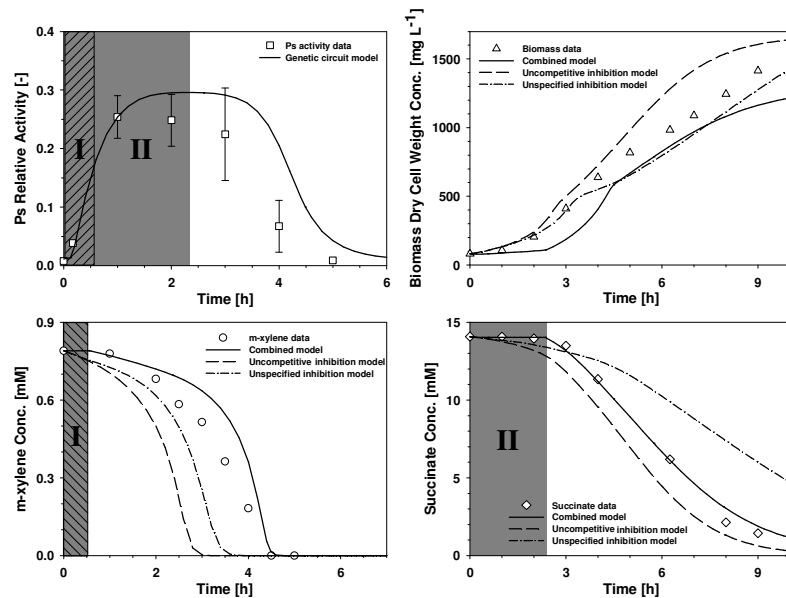 0.4
0.3
0.2
0.1
0.0
Ps Relative Activity [-]
I
II
Ps activity data
Genetic circuit model
0
2
4
6
Time [h]
1500
1000
500
0
Biomass Dry Cell Weight Conc. [mg L-1]
Biomass data
Combined model
Uncompetitive inhibition model
Unspecified inhibition model
0
3
6
9
Time [h]
0.9
0.6
0.3
0.0
m-xylene Conc. [mM]
I
m-xylene data
Combined model
Uncompetitive inhibition model
Unspecified inhibition model
0
2
4
6
Time [h]
15
10
5
0
Succinate Conc. [mM]
II
Succinate data
Combined model
Uncompetitive inhibition model
Unspecified inhibition model
0
3
6
9
Time [h]